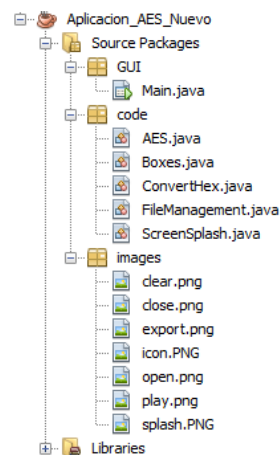 Aplicacion_AES_Nuevo
Source Packages
GUI
Main.java
code
AES.java
Boxes.java
ConvertHex.java
FileManagement.java
ScreenSplash.java
images
clear.png
close.png
export.png
icon.PNG
open.png
play.png
splash.PNG
Libraries